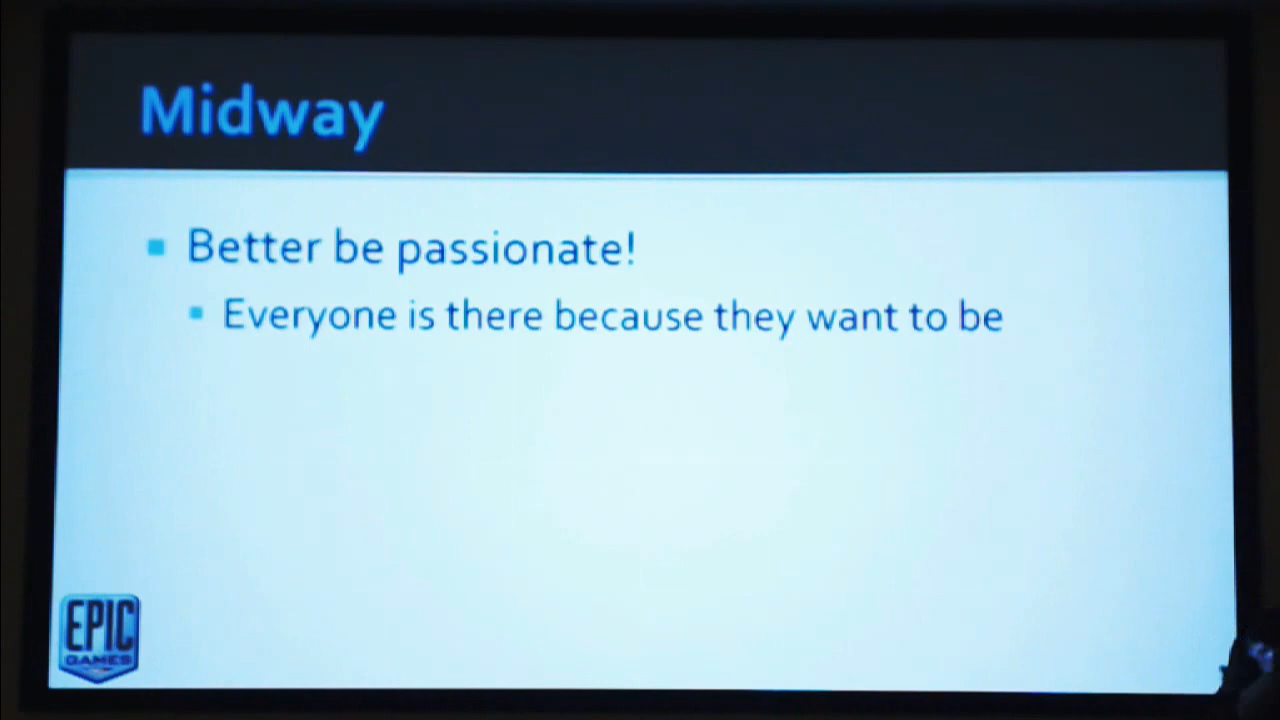 Midway
Better be passionate!
Everyone is there because they want to be
EPIC
GAMES